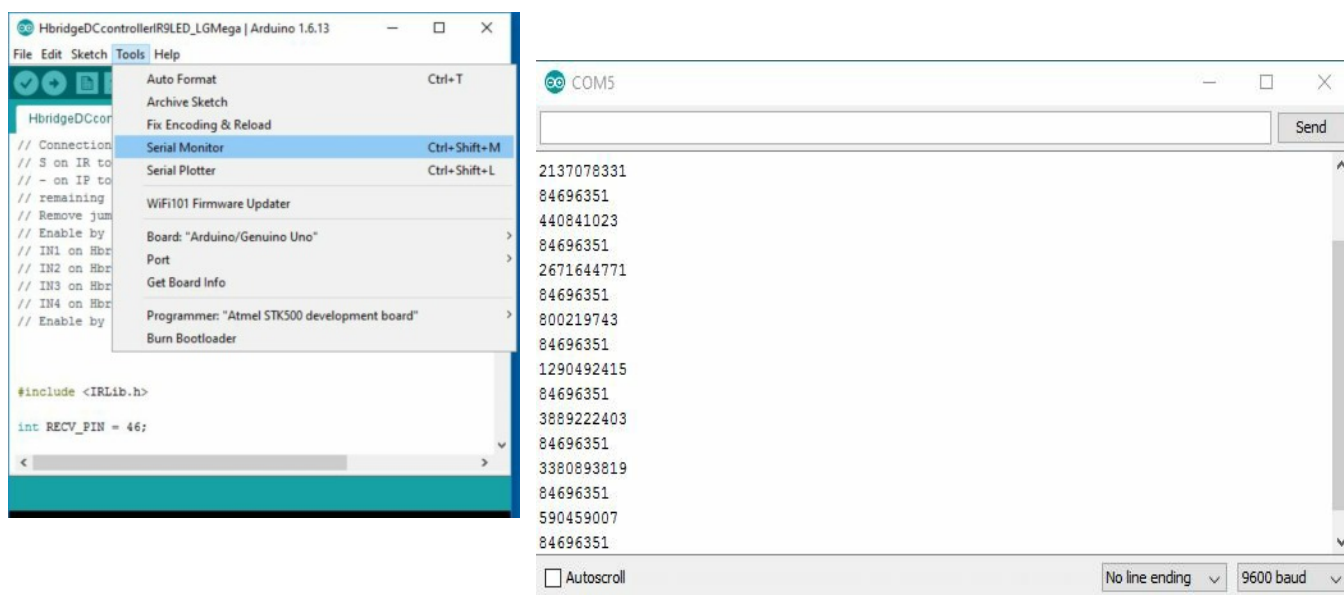 HbridgeDCcontrollerIR9LED_LGMega | Arduino 1.6.13
File Edit Sketch Tools Help
HbridgeDCcor
Auto Format Ctrl+T
Archive Sketch
Fix Encoding & Reload
Serial Monitor Ctrl+Shift+M
Serial Plotter Ctrl+Shift+L
WiFi101 Firmware Updater
Board: "Arduino/Genuino Uno"
Port
Get Board Info
Programmer: "Atmel STK500 development board"
Burn Bootloader
// Connection
// S on IR to
// - on IP to
// remaining
// Remove jum
// Enable by
// IN1 on Hbr
// IN2 on Hbr
// IN3 on Hbr
// IN4 on Hbr
// Enable by
#include <IRLib.h>
int RECV_PIN = 46;
COM5
Send
2137078331
84696351
440841023
84696351
2671644771
84696351
800219743
84696351
1290492415
84696351
3889222403
84696351
3380893819
84696351
590459007
84696351
Autoscroll No line ending 9600 baud